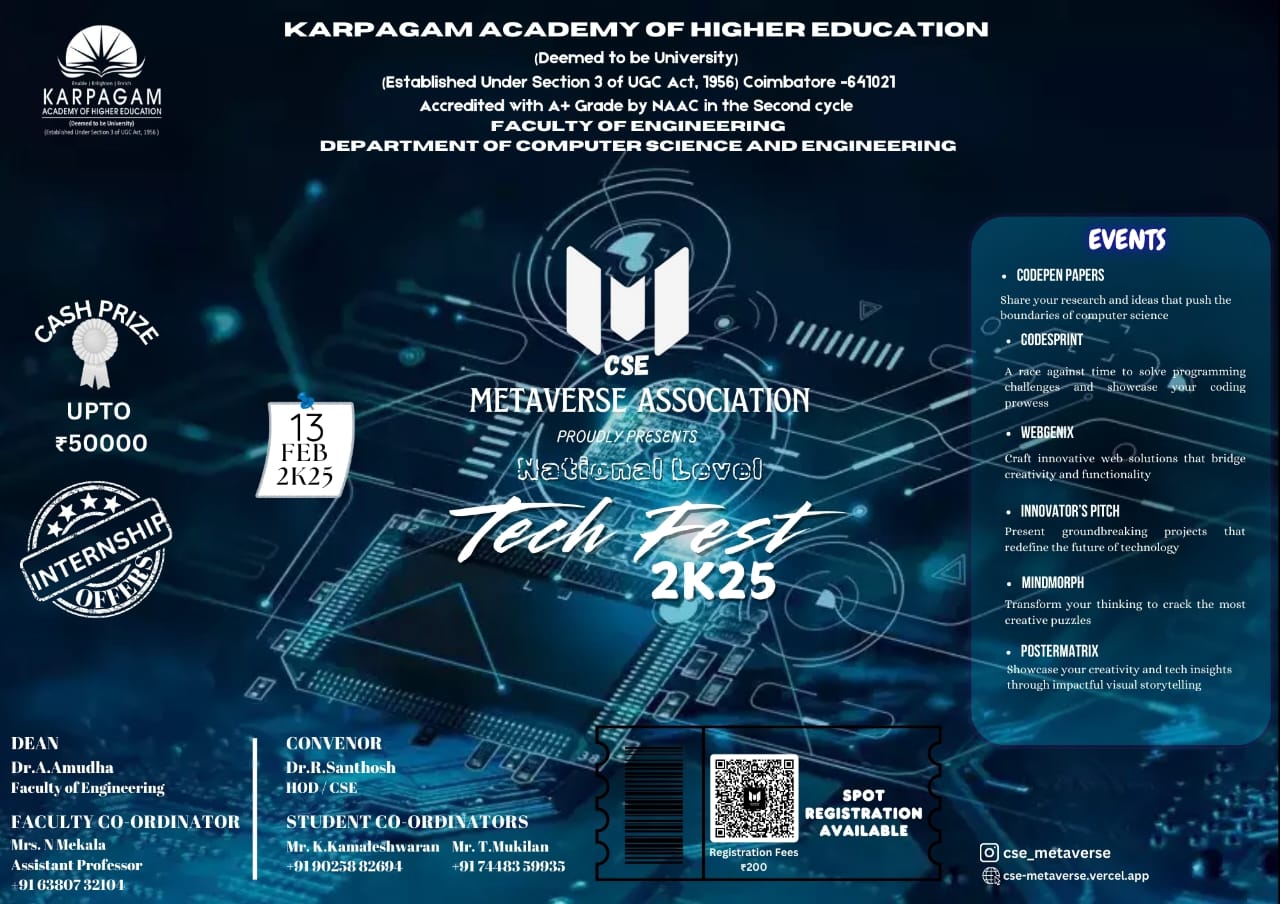 KARPAGAM ACADEMY OF HIGHER EDUCATION
(Deemed to be University)
(Established Under Section 3 of UGC Act, 1956) Coimbatore -641021
Accredited with A+ Grade by NAAC in the Second cycle
FACULTY OF ENGINEERING
DEPARTMENT OF COMPUTER SCIENCE AND ENGINEERING
Enable | Enlighten | Enrich
KARPAGAM
ACADEMY OF HIGHER EDUCATION
(Deemed to be University)
(Established Under Section 3 of UGC Act, 1956 )
CASH PRIZE
UPTO
₹50000
INTERNSHIP
OFFERS
13
FEB
2K25
CSE
METAVERSE ASSOCIATION
PROUDLY PRESENTS
National Level
Tech Fest
2K25
EVENTS
• CODEPEN PAPERS
Share your research and ideas that push the
boundaries of computer science
• CODESPRINT
A race against time to solve programming
challenges and showcase your coding
prowess
• WEBGENIX
Craft innovative web solutions that bridge
creativity and functionality
• INNOVATOR'S PITCH
Present groundbreaking projects that
redefine the future of technology
• MINDMORPH
Transform your thinking to crack the most
creative puzzles
• POSTERMATRIX
Showcase your creativity and tech insights
through impactful visual storytelling
DEAN
Dr.A.Amudha
Faculty of Engineering
FACULTY CO-ORDINATOR
Mrs. N Mekala
Assistant Professor
+91 63807 32104
CONVENOR
Dr.R.Santhosh
HOD / CSE
STUDENT CO-ORDINATORS
Mr. K.Kamaleshwaran Mr. T.Mukilan
+91 90258 82694 +91 74483 59935
Registration Fees
₹200
SPOT
REGISTRATION
AVAILABLE
cse_metaverse
cse-metaverse.vercel.app